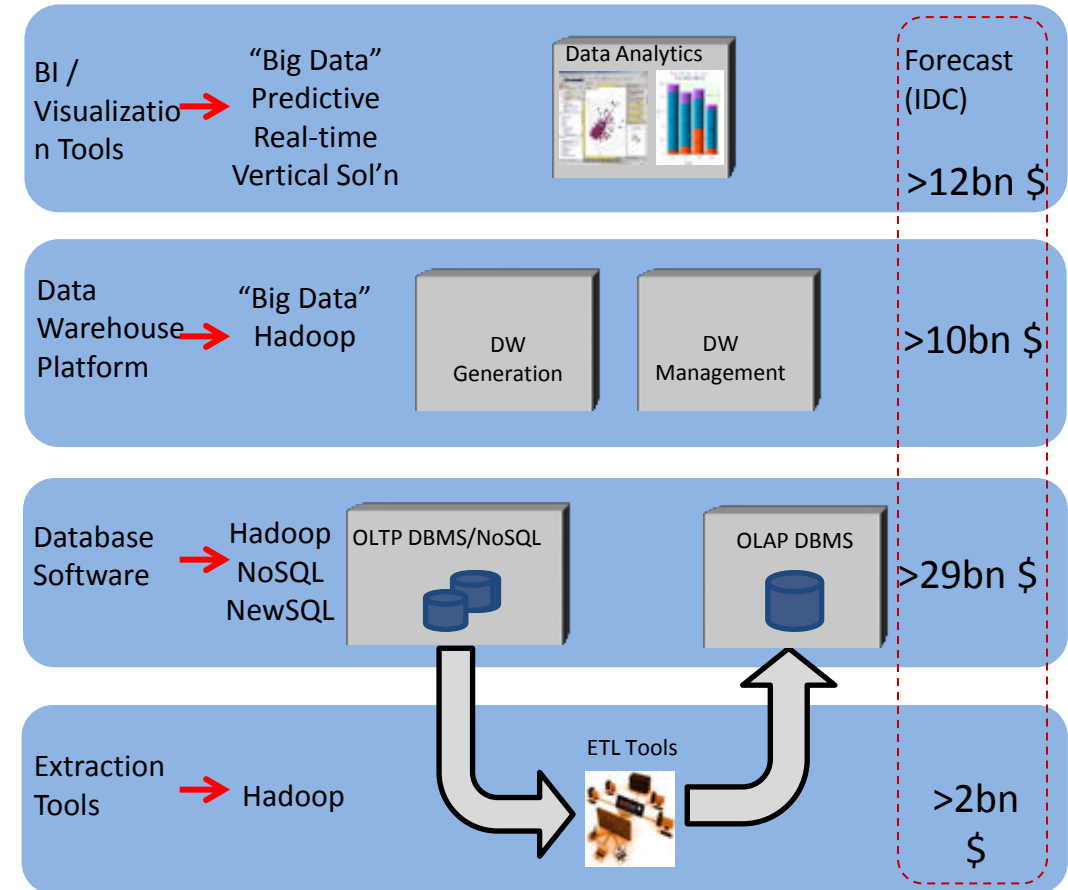 BI /
Visualizatio
n Tools
“Big Data”
Predictive
Real-time
Vertical Sol’n
Data Analytics
Forecast
(IDC)
>12bn $
Data
Warehouse
Platform
“Big Data”
Hadoop
DW
Generation
DW
Management
>10bn $
Database
Software
Hadoop
NoSQL
NewSQL
OLTP DBMS/NoSQL
OLAP DBMS
>29bn $
Extraction
Tools
Hadoop
ETL Tools
>2bn
$